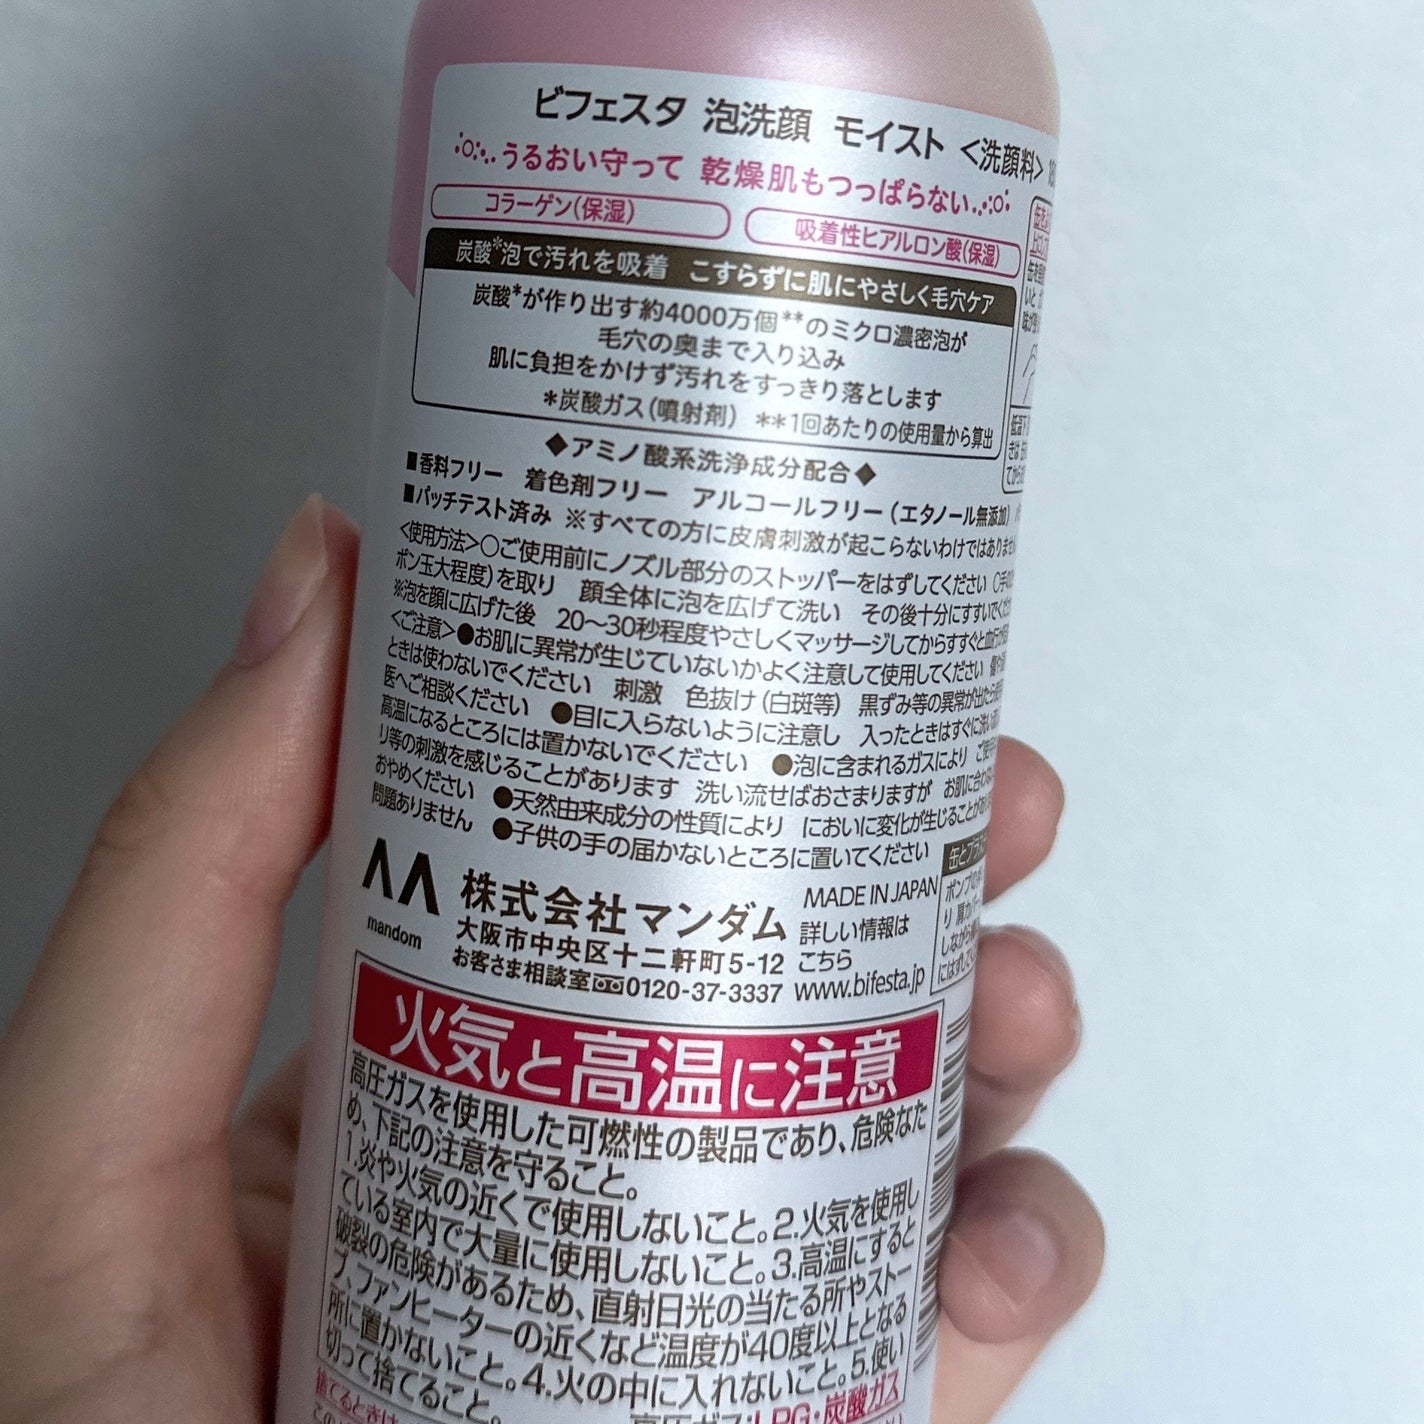 ビフェスタ 泡洗顔 モイスト <洗顔料>
うるおい守って 乾燥肌もつっぱらない
コラーゲン(保湿)
吸着性ヒアルロン酸(保湿)
炭酸*泡で汚れを吸着 こすらずに肌にやさしく毛穴ケア
炭酸*が作り出す約4000万個**のミクロ濃密泡が
毛穴の奥まで入り込み
肌に負担をかけず汚れをすっきり落とします
*炭酸ガス(噴射剤) **1回あたりの使用量から算出
◆アミノ酸系洗浄成分配合◆
■香料フリー 着色剤フリー アルコールフリー(エタノール無添加)
■パッチテスト済み ※すべての方に皮膚刺激が起こらないわけではありません
<使用方法>○ご使用前にノズル部分のストッパーをはずしてください ○手の
ポン玉大程度)を取り 顔全体に泡を広げて洗い その後十分にすすいでくださ
※泡を顔に広げた後 20~30秒程度やさしくマッサージしてからすすぐと血行が
<ご注意>●お肌に異常が生じていないかよく注意して使用してください
ときは使わないでください 刺激 色抜け(白斑等) 黒ずみ等の異常が出たら
医へご相談ください ●目に入らないように注意し 入ったときはすぐに洗い
高温になるところには置かないでください ●泡に含まれるガスにより ご使
リ等の刺激を感じることがあります 洗い流せばおさまりますが お肌に合わ
おやめください ●天然由来成分の性質により においに変化が生じることがあ
問題ありません ●子供の手の届かないところに置いてください
mandom
株式会社マンダム
大阪市中央区十二軒町5-12
お客さま相談室 0120-37-3337
MADE IN JAPAN
詳しい情報は
こちら
www.bifesta.jp
火気と高温に注意
高圧ガスを使用した可燃性の製品であり、危険なた
め、下記の注意を守ること。
1.炎や火気の近くで使用しないこと。2.火気を使用し
ている室内で大量に使用しないこと。3.高温にすると
破裂の危険があるため、直射日光の当たる所やストー
ブ、ファンヒーターの近くなど温度が40度以上となる
所に置かないこと。4.火の中に入れないこと。5.使い
切って捨てること。
高圧ガス:LPG・炭酸ガス
捨てるときは